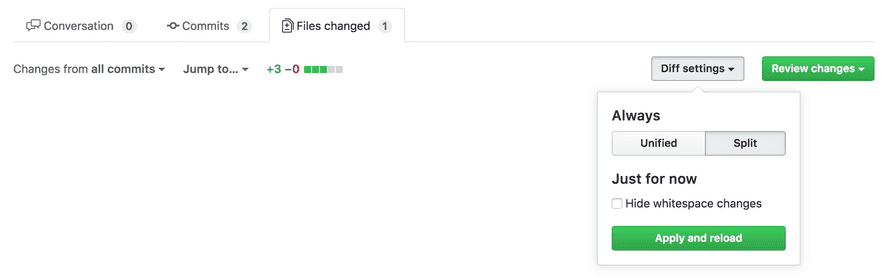 Conversation 0 Commits 2 Files changed 1
Changes from all commits Jump to... +3 −0 Diff settings Review changes
Always
Unified Split
Just for now
Hide whitespace changes
Apply and reload